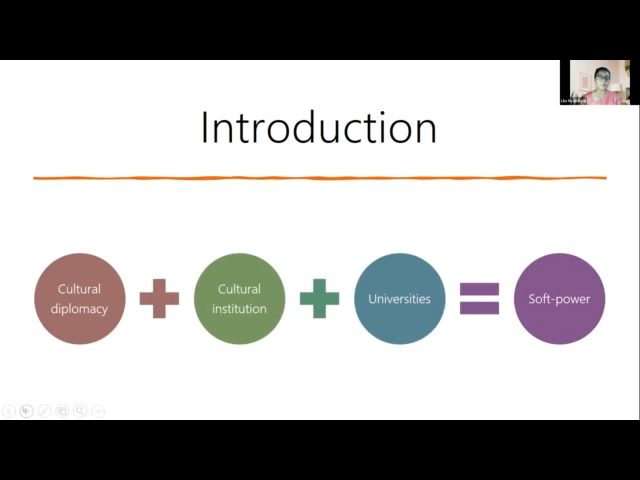 Introduction
Cultural
diplomacy
Cultural
institution
Universities
Soft-power